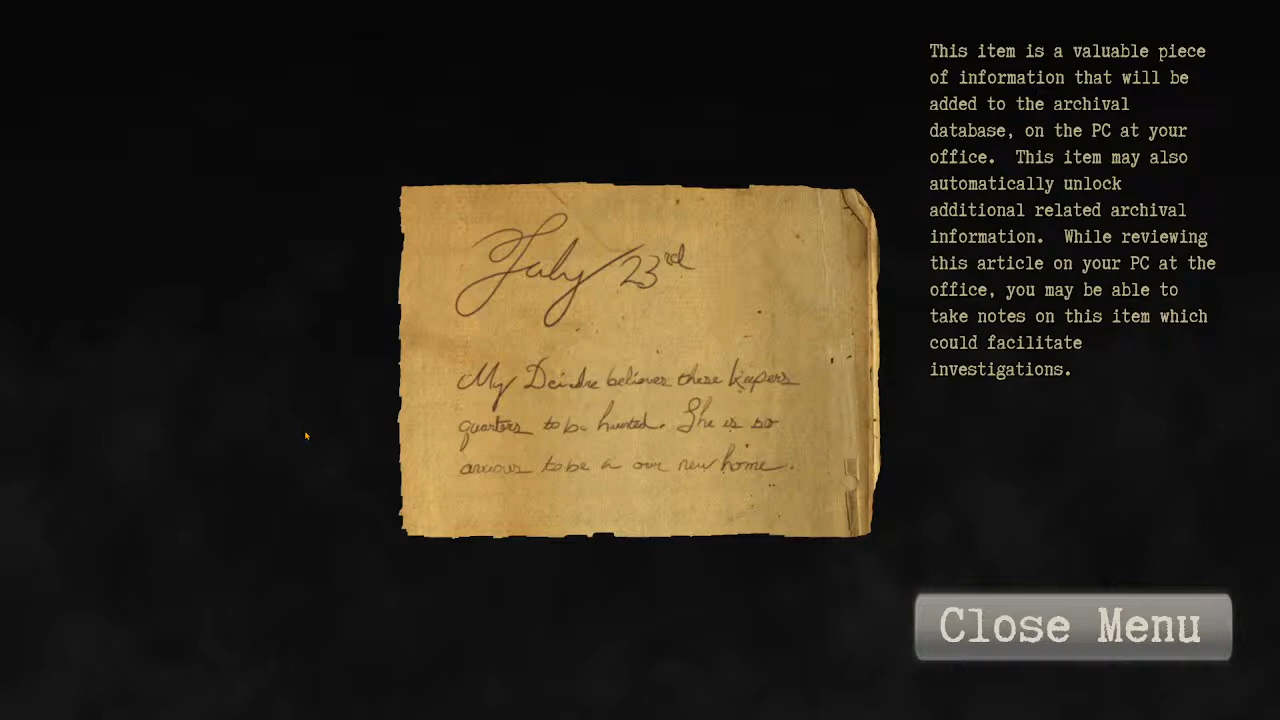 July 23rd
My Deirdre believes these keepers
quarters to be haunted. She is so
anxious to be in our new home.
This item is a valuable piece
of information that will be
added to the archival
database, on the PC at your
office. This item may also
automatically unlock
additional related archival
information. While reviewing
this article on your PC at the
office, you may be able to
take notes on this item which
could facilitate
investigations.
Close Menu